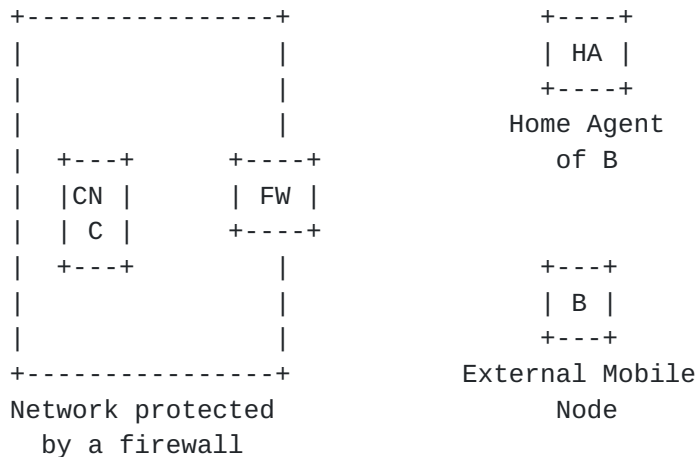 +----------------+                +----+
|                |                | HA |
|                |                +----+
|                |              Home Agent
|  +---+      +----+               of B
|  |CN |      | FW |
|  | C |      +----+
|  +---+         |                +---+
|                |                | B |
|                |                +---+
+----------------+           External Mobile
Network protected                  Node
  by a firewall